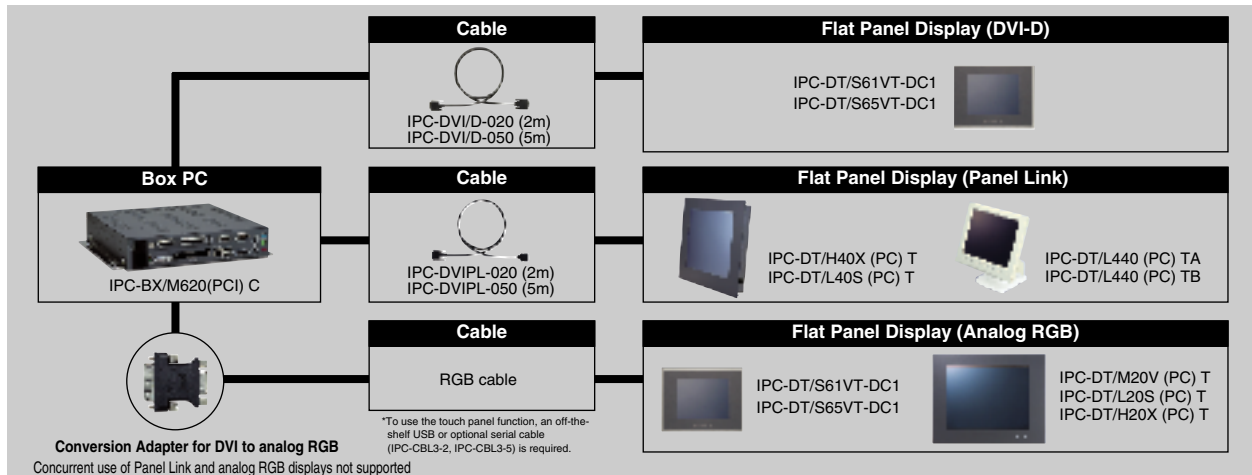 Cable
IPC-DVI/D-020 (2m)
IPC-DVI/D-050 (5m)
Flat Panel Display (DVI-D)
IPC-DT/S61VT-DC1
IPC-DT/S65VT-DC1
Box PC
IPC-BX/M620(PCI) C
Cable
IPC-DVIPL-020 (2m)
IPC-DVIPL-050 (5m)
Flat Panel Display (Panel Link)
IPC-DT/H40X (PC) T
IPC-DT/L40S (PC) T
IPC-DT/L440 (PC) TA
IPC-DT/L440 (PC) TB
Conversion Adapter for DVI to analog RGB
Concurrent use of Panel Link and analog RGB displays not supported
Cable
RGB cable
*To use the touch panel function, an off-the-
shelf USB or optional serial cable
(IPC-CBL3-2, IPC-CBL3-5) is required.
Flat Panel Display (Analog RGB)
IPC-DT/S61VT-DC1
IPC-DT/S65VT-DC1
IPC-DT/M20V (PC) T
IPC-DT/L20S (PC) T
IPC-DT/H20X (PC) T